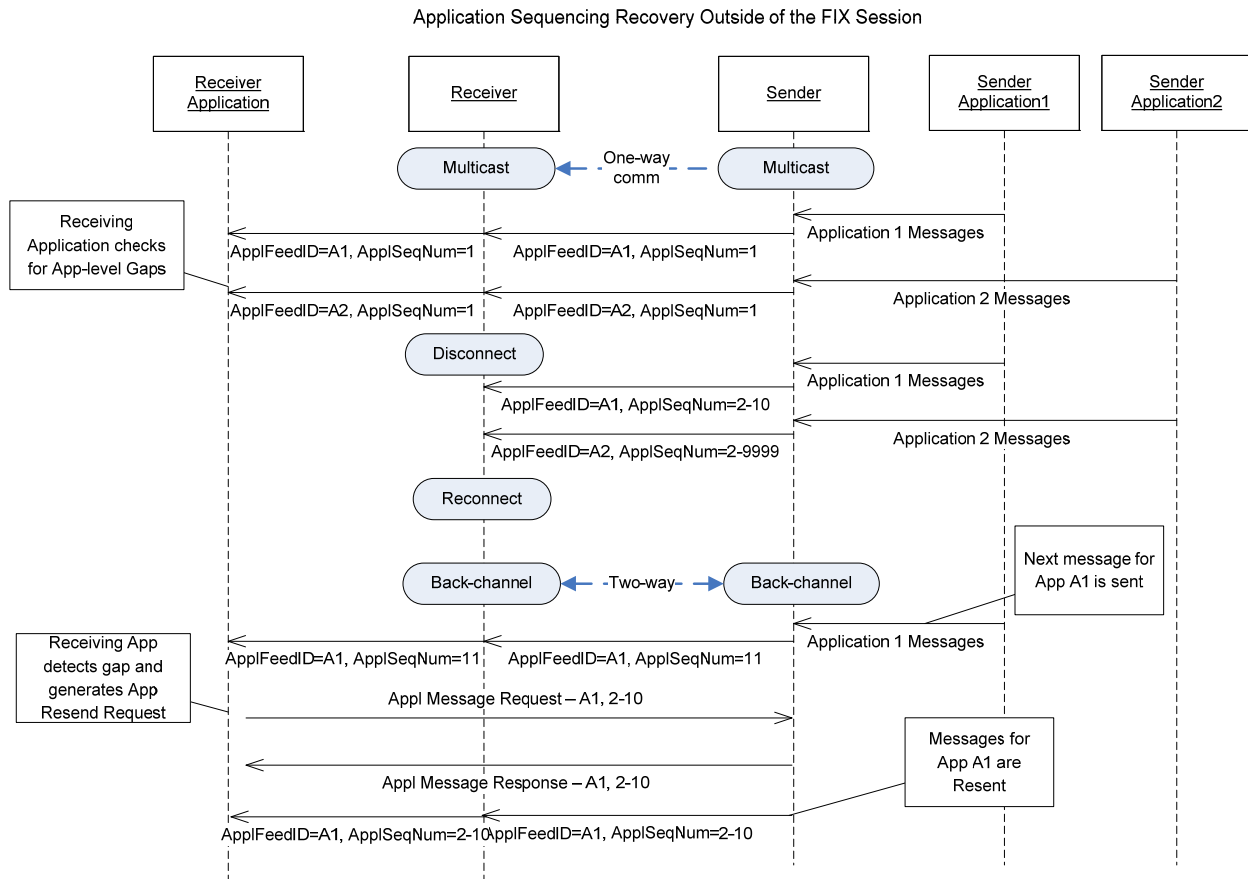 Application Sequencing Recovery Outside of the FIX Session
Receiver
Application
Receiver
Sender
Sender
Application1
Sender
Application2
Multicast
One-way
comm
Multicast
Receiving
Application checks
for App-level Gaps
Application 1 Messages
ApplFeedID=A1, ApplSeqNum=1
ApplFeedID=A1, ApplSeqNum=1
Application 2 Messages
ApplFeedID=A2, ApplSeqNum=1
ApplFeedID=A2, ApplSeqNum=1
Disconnect
Application 1 Messages
ApplFeedID=A1, ApplSeqNum=2-10
Application 2 Messages
ApplFeedID=A2, ApplSeqNum=2-9999
Reconnect
Back-channel
Two-way
Back-channel
Next message for
App A1 is sent
Application 1 Messages
ApplFeedID=A1, ApplSeqNum=11
ApplFeedID=A1, ApplSeqNum=11
Receiving App
detects gap and
generates App
Resend Request
Appl Message Request – A1, 2-10
Messages for
App A1 are
Resent
Appl Message Response – A1, 2-10
ApplFeedID=A1, ApplSeqNum=2-10
ApplFeedID=A1, ApplSeqNum=2-10